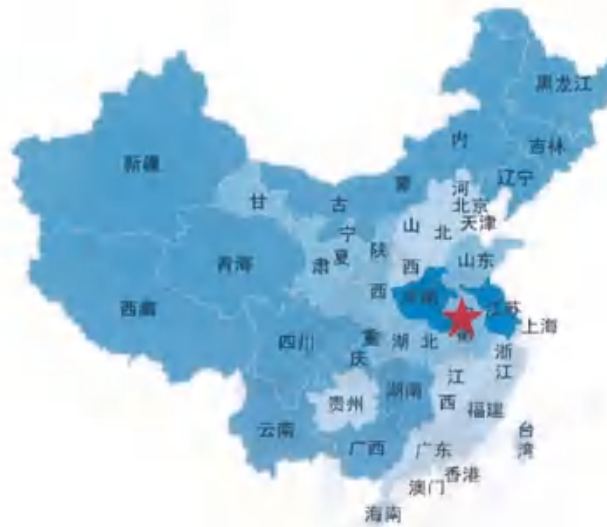 黑龙江
内
吉林
新疆
辽宁
蒙
河
甘
古
北京
山
北
天津
宁
陕
夏
肃
青海
西
山东
西
河南
西藏
江苏
上海
四川
重
庆
湖
北
浙
江
江
西
贵州
湖南
福建
云南
台
湾
广西
广东
香港
澳门
海南